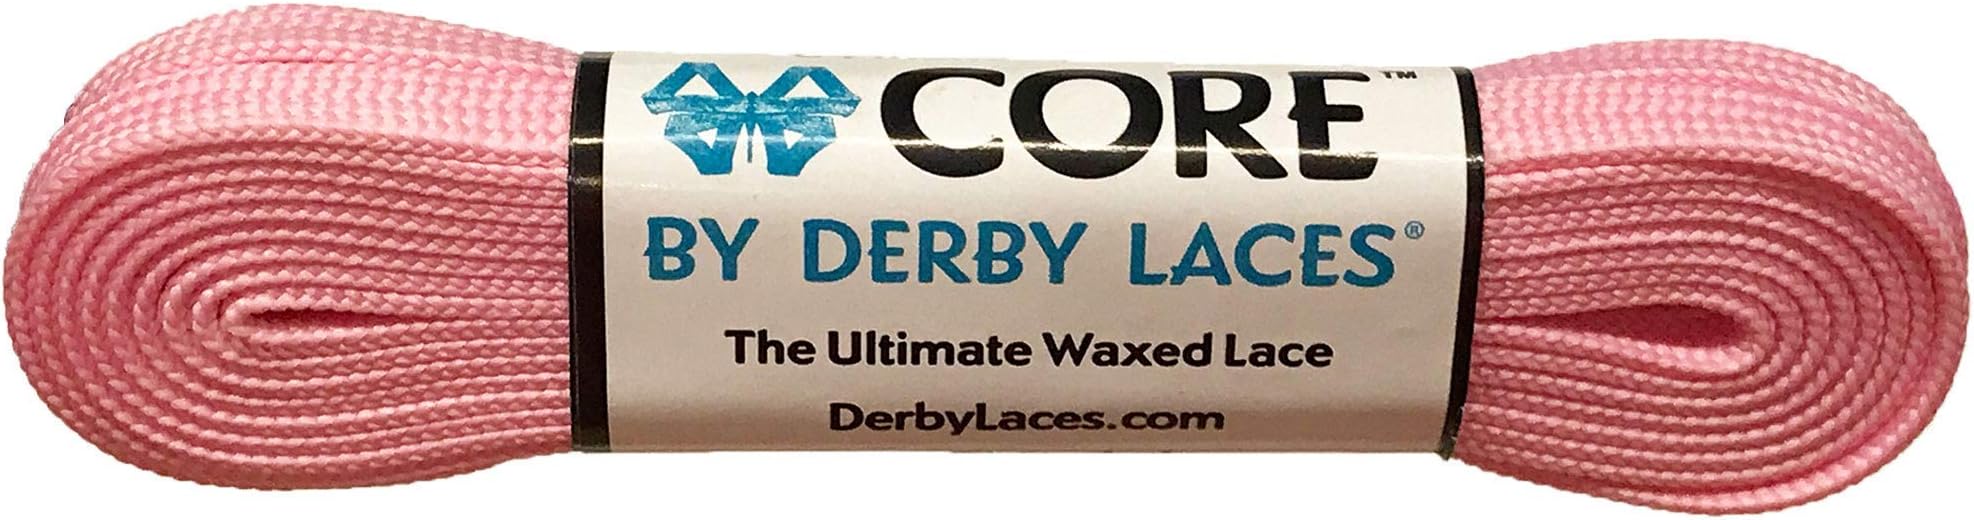 CORE™
BY DERBY LACES®
The Ultimate Waxed Lace
DerbyLaces.com